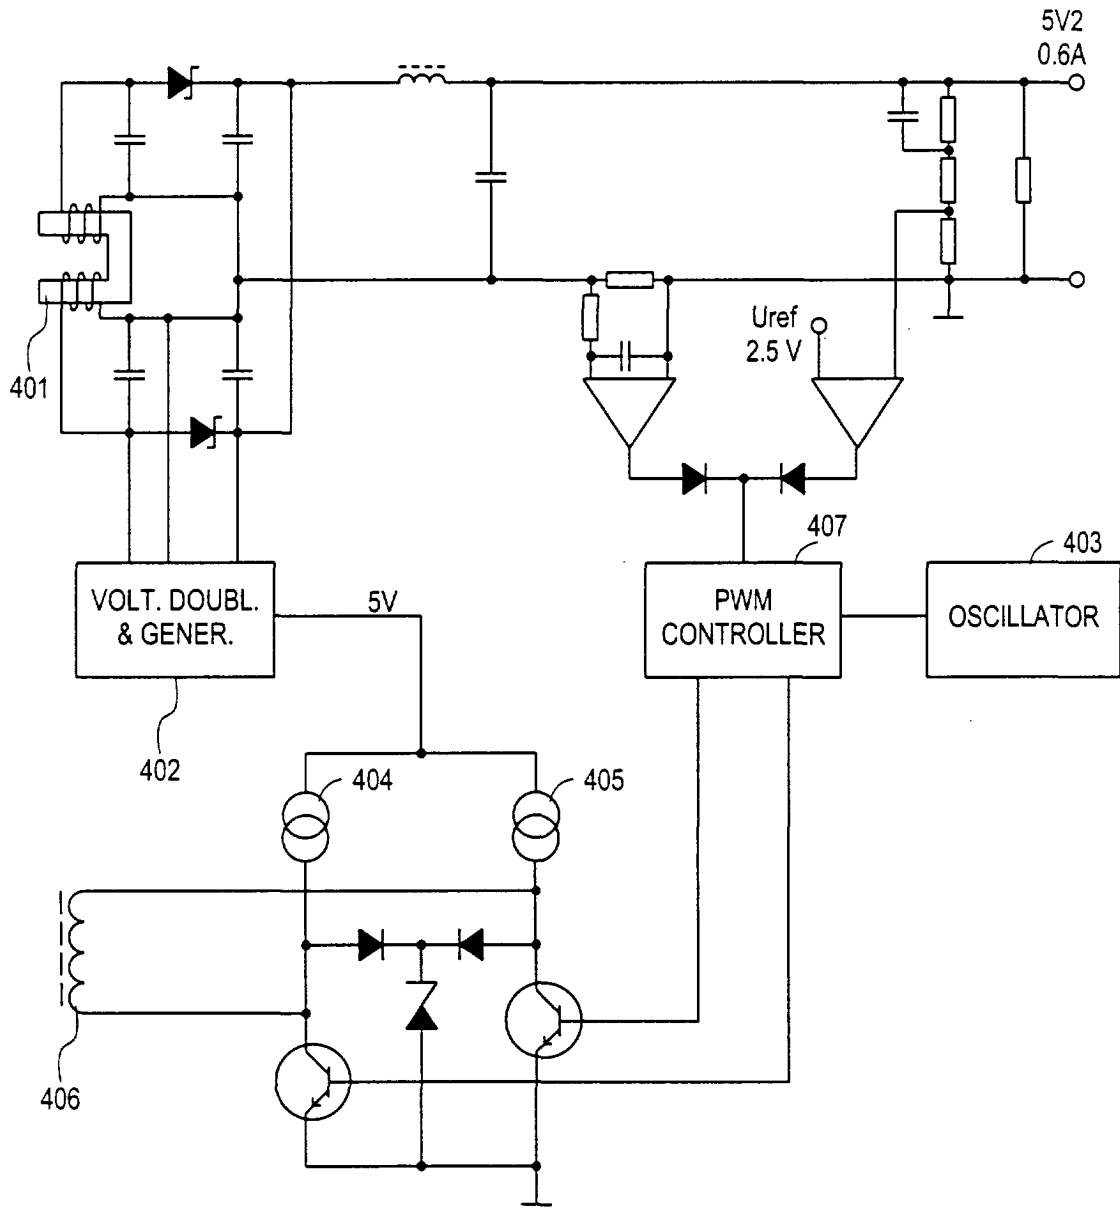 5V2
0.6A
Uref
2.5 V
401
407
403
VOLT. DOUBL.
& GENER.
5V
PWM
CONTROLLER
OSCILLATOR
402
404
405
406